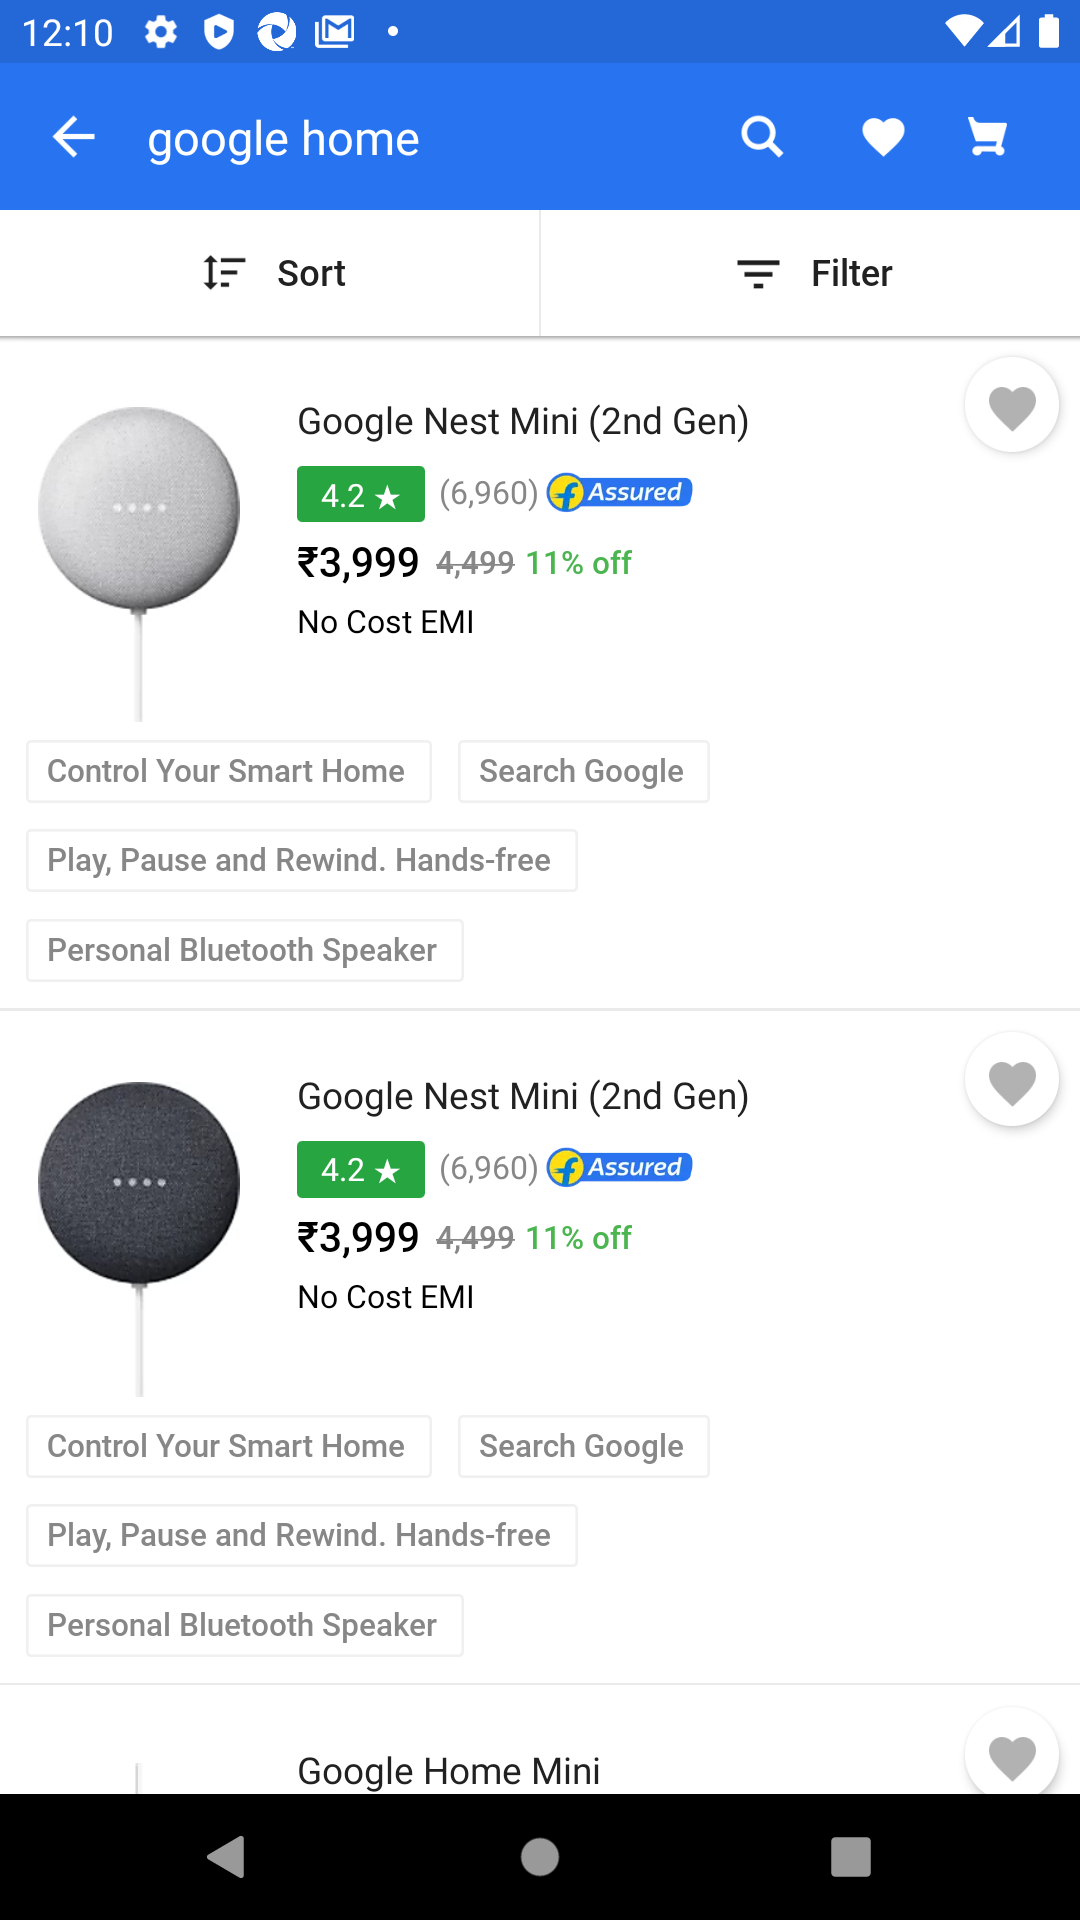 12:10
google home
Sort
Filter
Google Nest Mini (2nd Gen)
4.2 ★ (6,960) Assured
₹3,999 4,499 11% off
No Cost EMI
Control Your Smart Home
Search Google
Play, Pause and Rewind. Hands-free
Personal Bluetooth Speaker
Google Nest Mini (2nd Gen)
4.2 ★ (6,960) Assured
₹3,999 4,499 11% off
No Cost EMI
Control Your Smart Home
Search Google
Play, Pause and Rewind. Hands-free
Personal Bluetooth Speaker
Google Home Mini